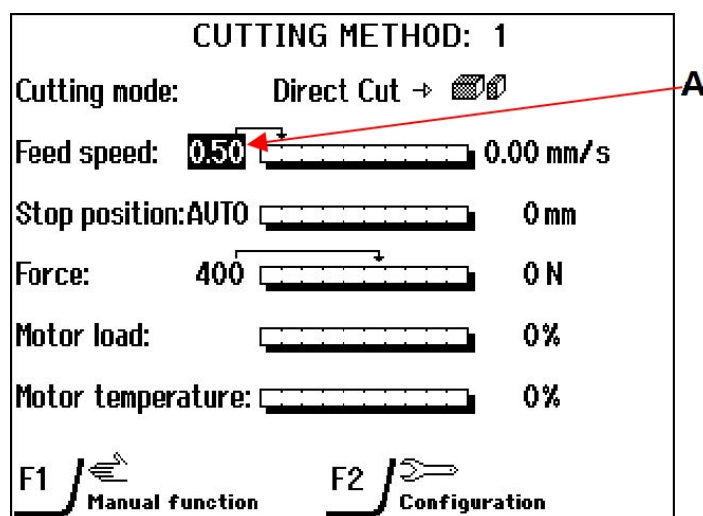 CUTTING METHOD: 1
Cutting mode: Direct Cut → A
Feed speed: 0.50 0.00 mm/s
Stop position: AUTO 0 mm
Force: 400 0 N
Motor load: 0%
Motor temperature: 0%
F1 Manual function F2 Configuration